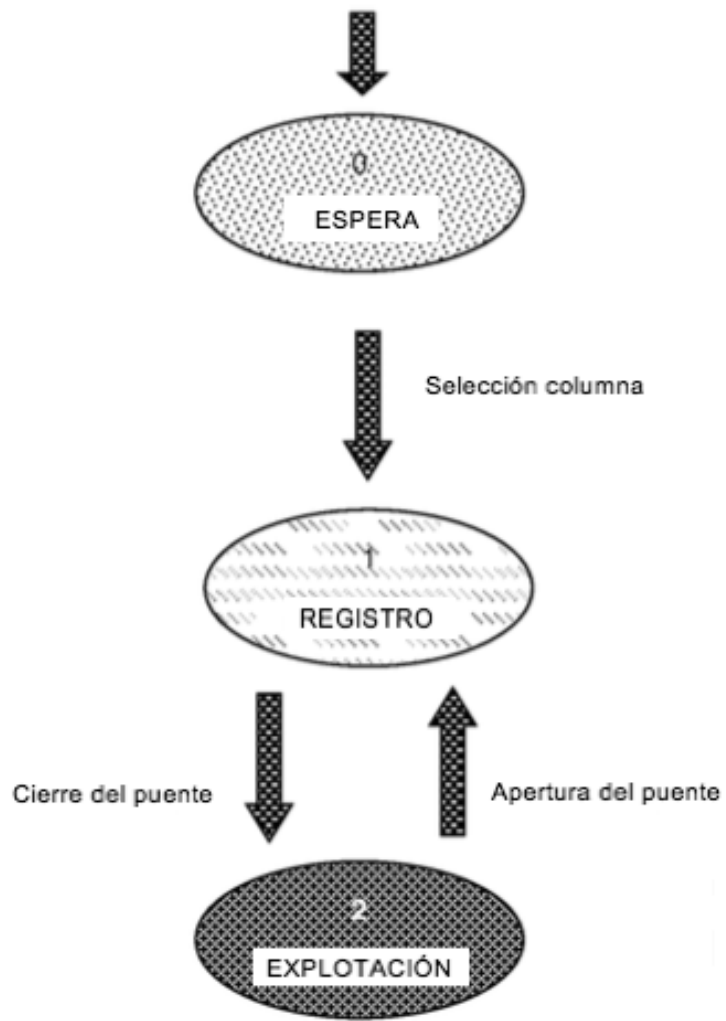 0
ESPERA
Selección columna
1
REGISTRO
Cierre del puente
Apertura del puente
2
EXPLOTACIÓN